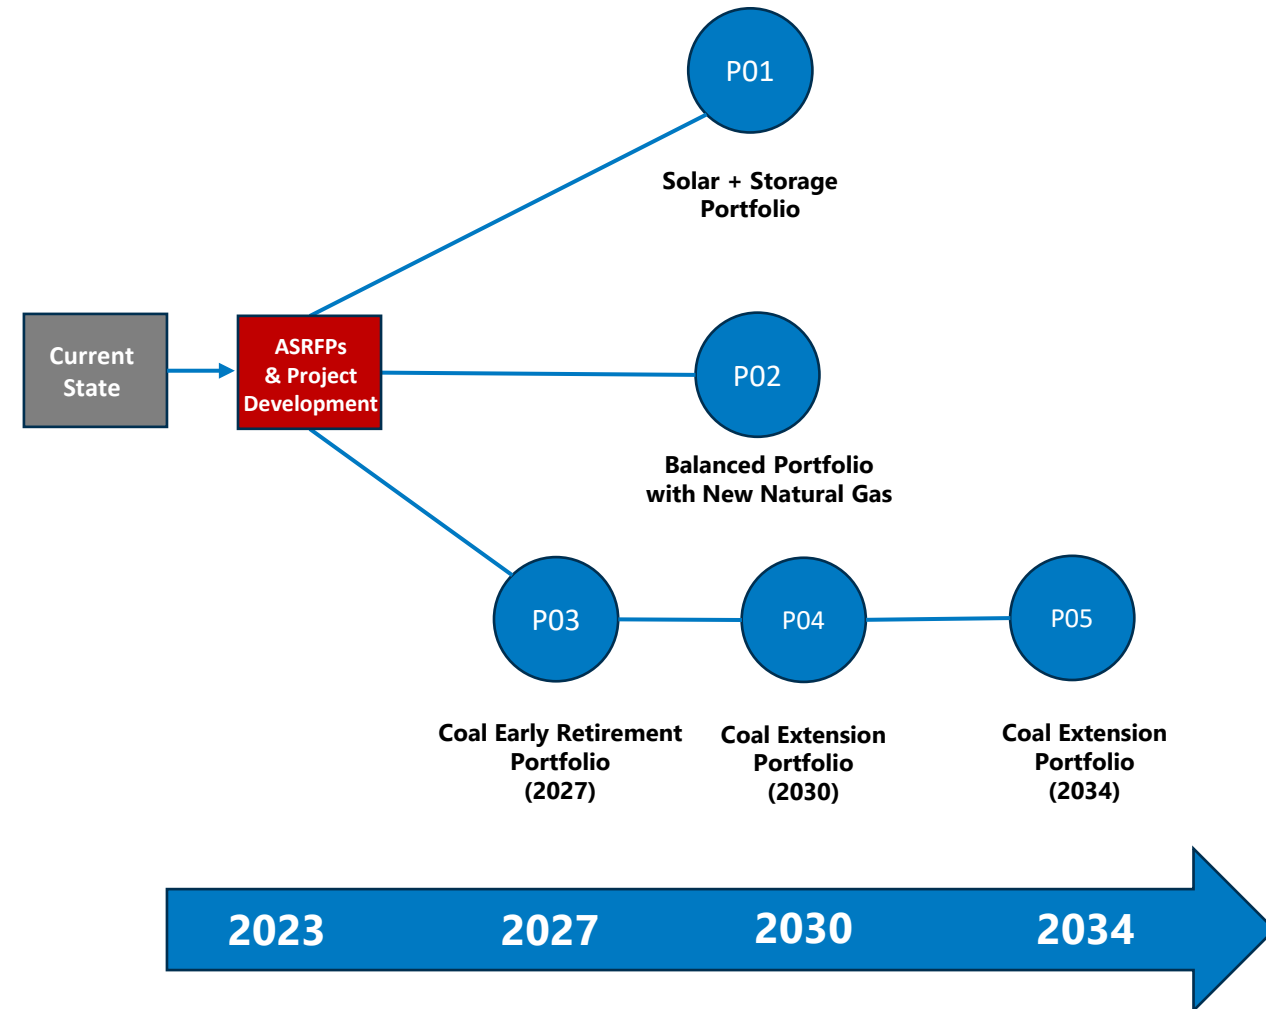 P01
Solar + Storage
Portfolio
Current
State
ASRFPs
& Project
Development
P02
Balanced Portfolio
with New Natural Gas
P03
P04
P05
Coal Early Retirement
Portfolio
(2027)
Coal Extension
Portfolio
(2030)
Coal Extension
Portfolio
(2034)
2023
2027
2030
2034